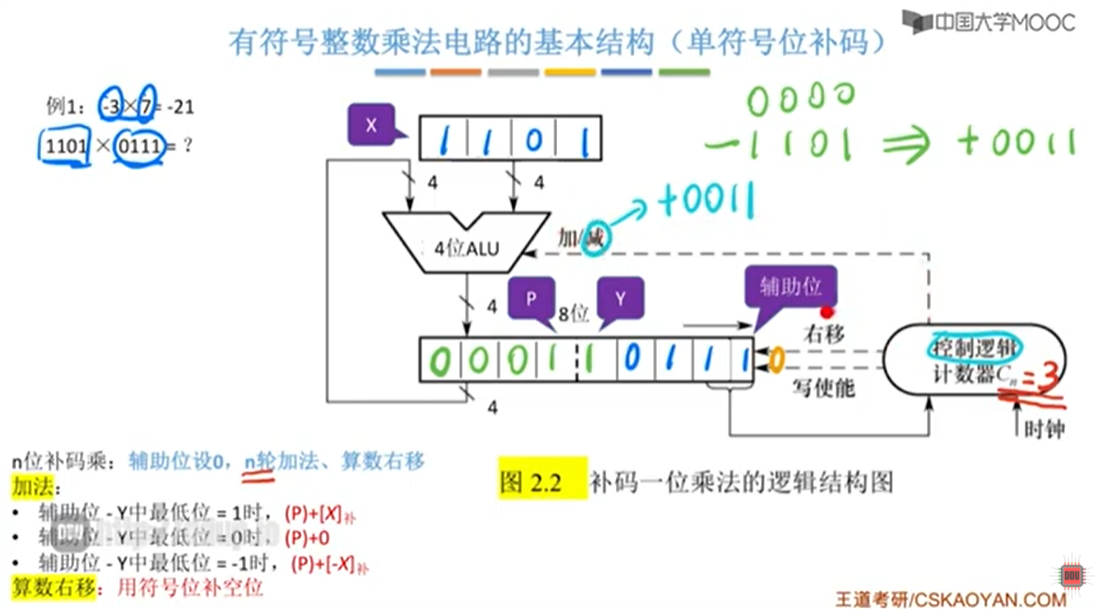 中国大学MOOC
有符号整数乘法电路的基本结构（单符号位补码）
例1：-3×7= -21
1101 × 0111 = ？
X
1 1 0 1
0000
-1101 ⇒ +0011
4
4
+0011
4位ALU
加/减
4
P
8位
Y
辅助位
右移
0 0 0 1 1 0 1 1 1 0
写使能
控制逻辑
计数器Cn =3
4
时钟
n位补码乘：辅助位设0，n轮加法、算数右移
加法：
• 辅助位 - Y中最低位 = 1时，(P)+[X]补
• 辅助位 - Y中最低位 = 0时，(P)+0
• 辅助位 - Y中最低位 = -1时，(P)+[-X]补
算数右移：用符号位补空位
图 2.2 补码一位乘法的逻辑结构图
王道考研/CSKAOYAN.COM